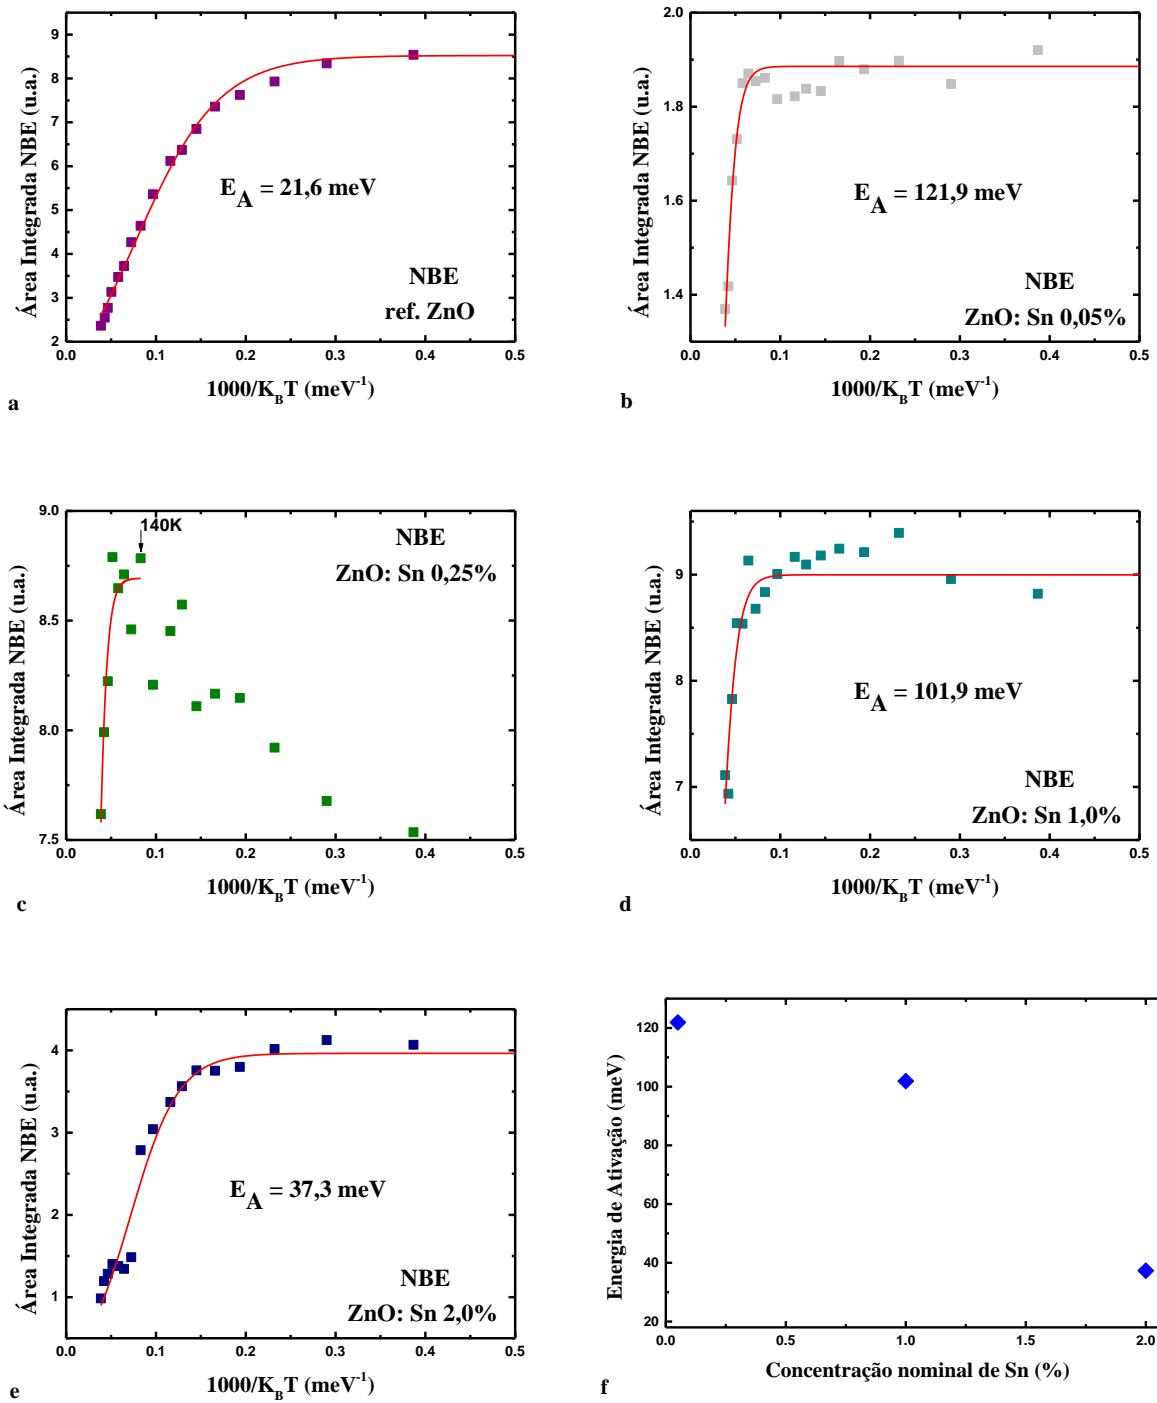 9
8
7
6
5
4
3
2
0.0 0.1 0.2 0.3 0.4 0.5
Área Integrada NBE (u.a.)
E_A = 21,6 meV
NBE
ref. ZnO
1000/K_BT (meV⁻¹)
a
2.0
1.8
1.6
1.4
0.0 0.1 0.2 0.3 0.4 0.5
Área Integrada NBE (u.a.)
E_A = 121,9 meV
NBE
ZnO: Sn 0,05%
1000/K_BT (meV⁻¹)
b
9.0
8.5
8.0
7.5
0.0 0.1 0.2 0.3 0.4 0.5
Área Integrada NBE (u.a.)
140K
NBE
ZnO: Sn 0,25%
1000/K_BT (meV⁻¹)
c
9
8
7
0.0 0.1 0.2 0.3 0.4 0.5
Área Integrada NBE (u.a.)
E_A = 101,9 meV
NBE
ZnO: Sn 1,0%
1000/K_BT (meV⁻¹)
d
4
3
2
1
0.0 0.1 0.2 0.3 0.4 0.5
Área Integrada NBE (u.a.)
E_A = 37,3 meV
NBE
ZnO: Sn 2,0%
1000/K_BT (meV⁻¹)
e
120
100
80
60
40
20
0.0 0.5 1.0 1.5 2.0
Energia de Ativação (meV)
Concentração nominal de Sn (%)
f